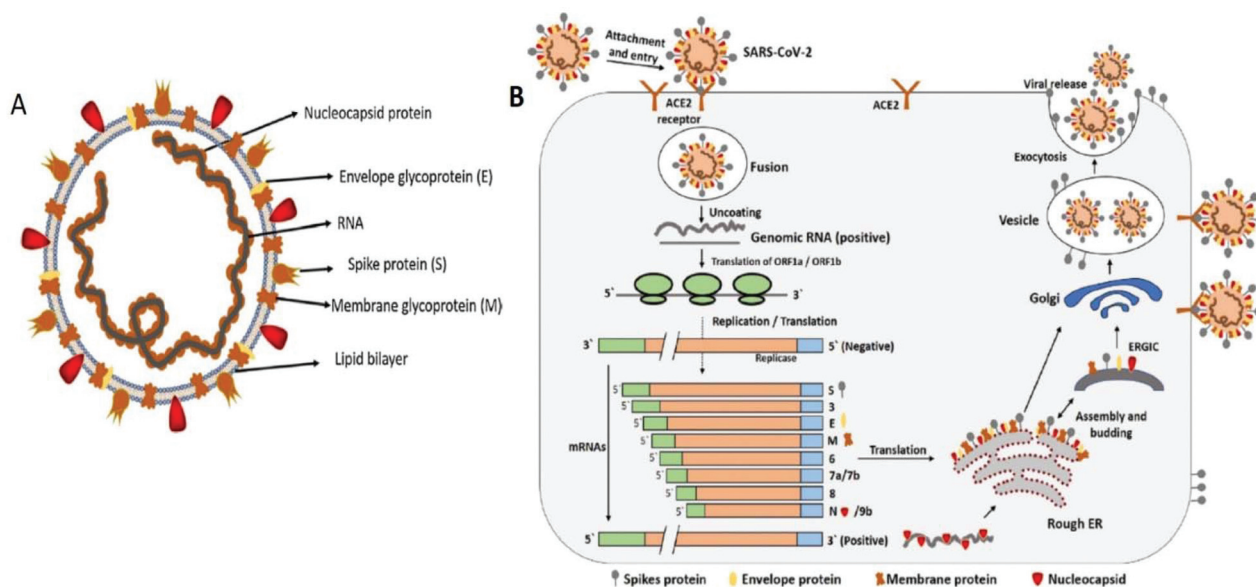 A
Nucleocapsid protein
Envelope glycoprotein (E)
RNA
Spike protein (S)
Membrane glycoprotein (M)
Lipid bilayer
B
Attachment
and entry
SARS-CoV-2
ACE2
receptor
ACE2
Fusion
Uncoating
Genomic RNA (positive)
Translation of ORF1a / ORF1b
5` 3`
Replication / Translation
3` 5` (Negative)
Replicase
5` S
5` 3
5` E
5` M
5` 6
5` 7a/7b
5` 8
5` N /9b
mRNAs
5` 3` (Positive)
Translation
Rough ER
Assembly and
budding
ERGIC
Golgi
Vesicle
Exocytosis
Viral release
Spikes protein
Envelope protein
Membrane protein
Nucleocapsid